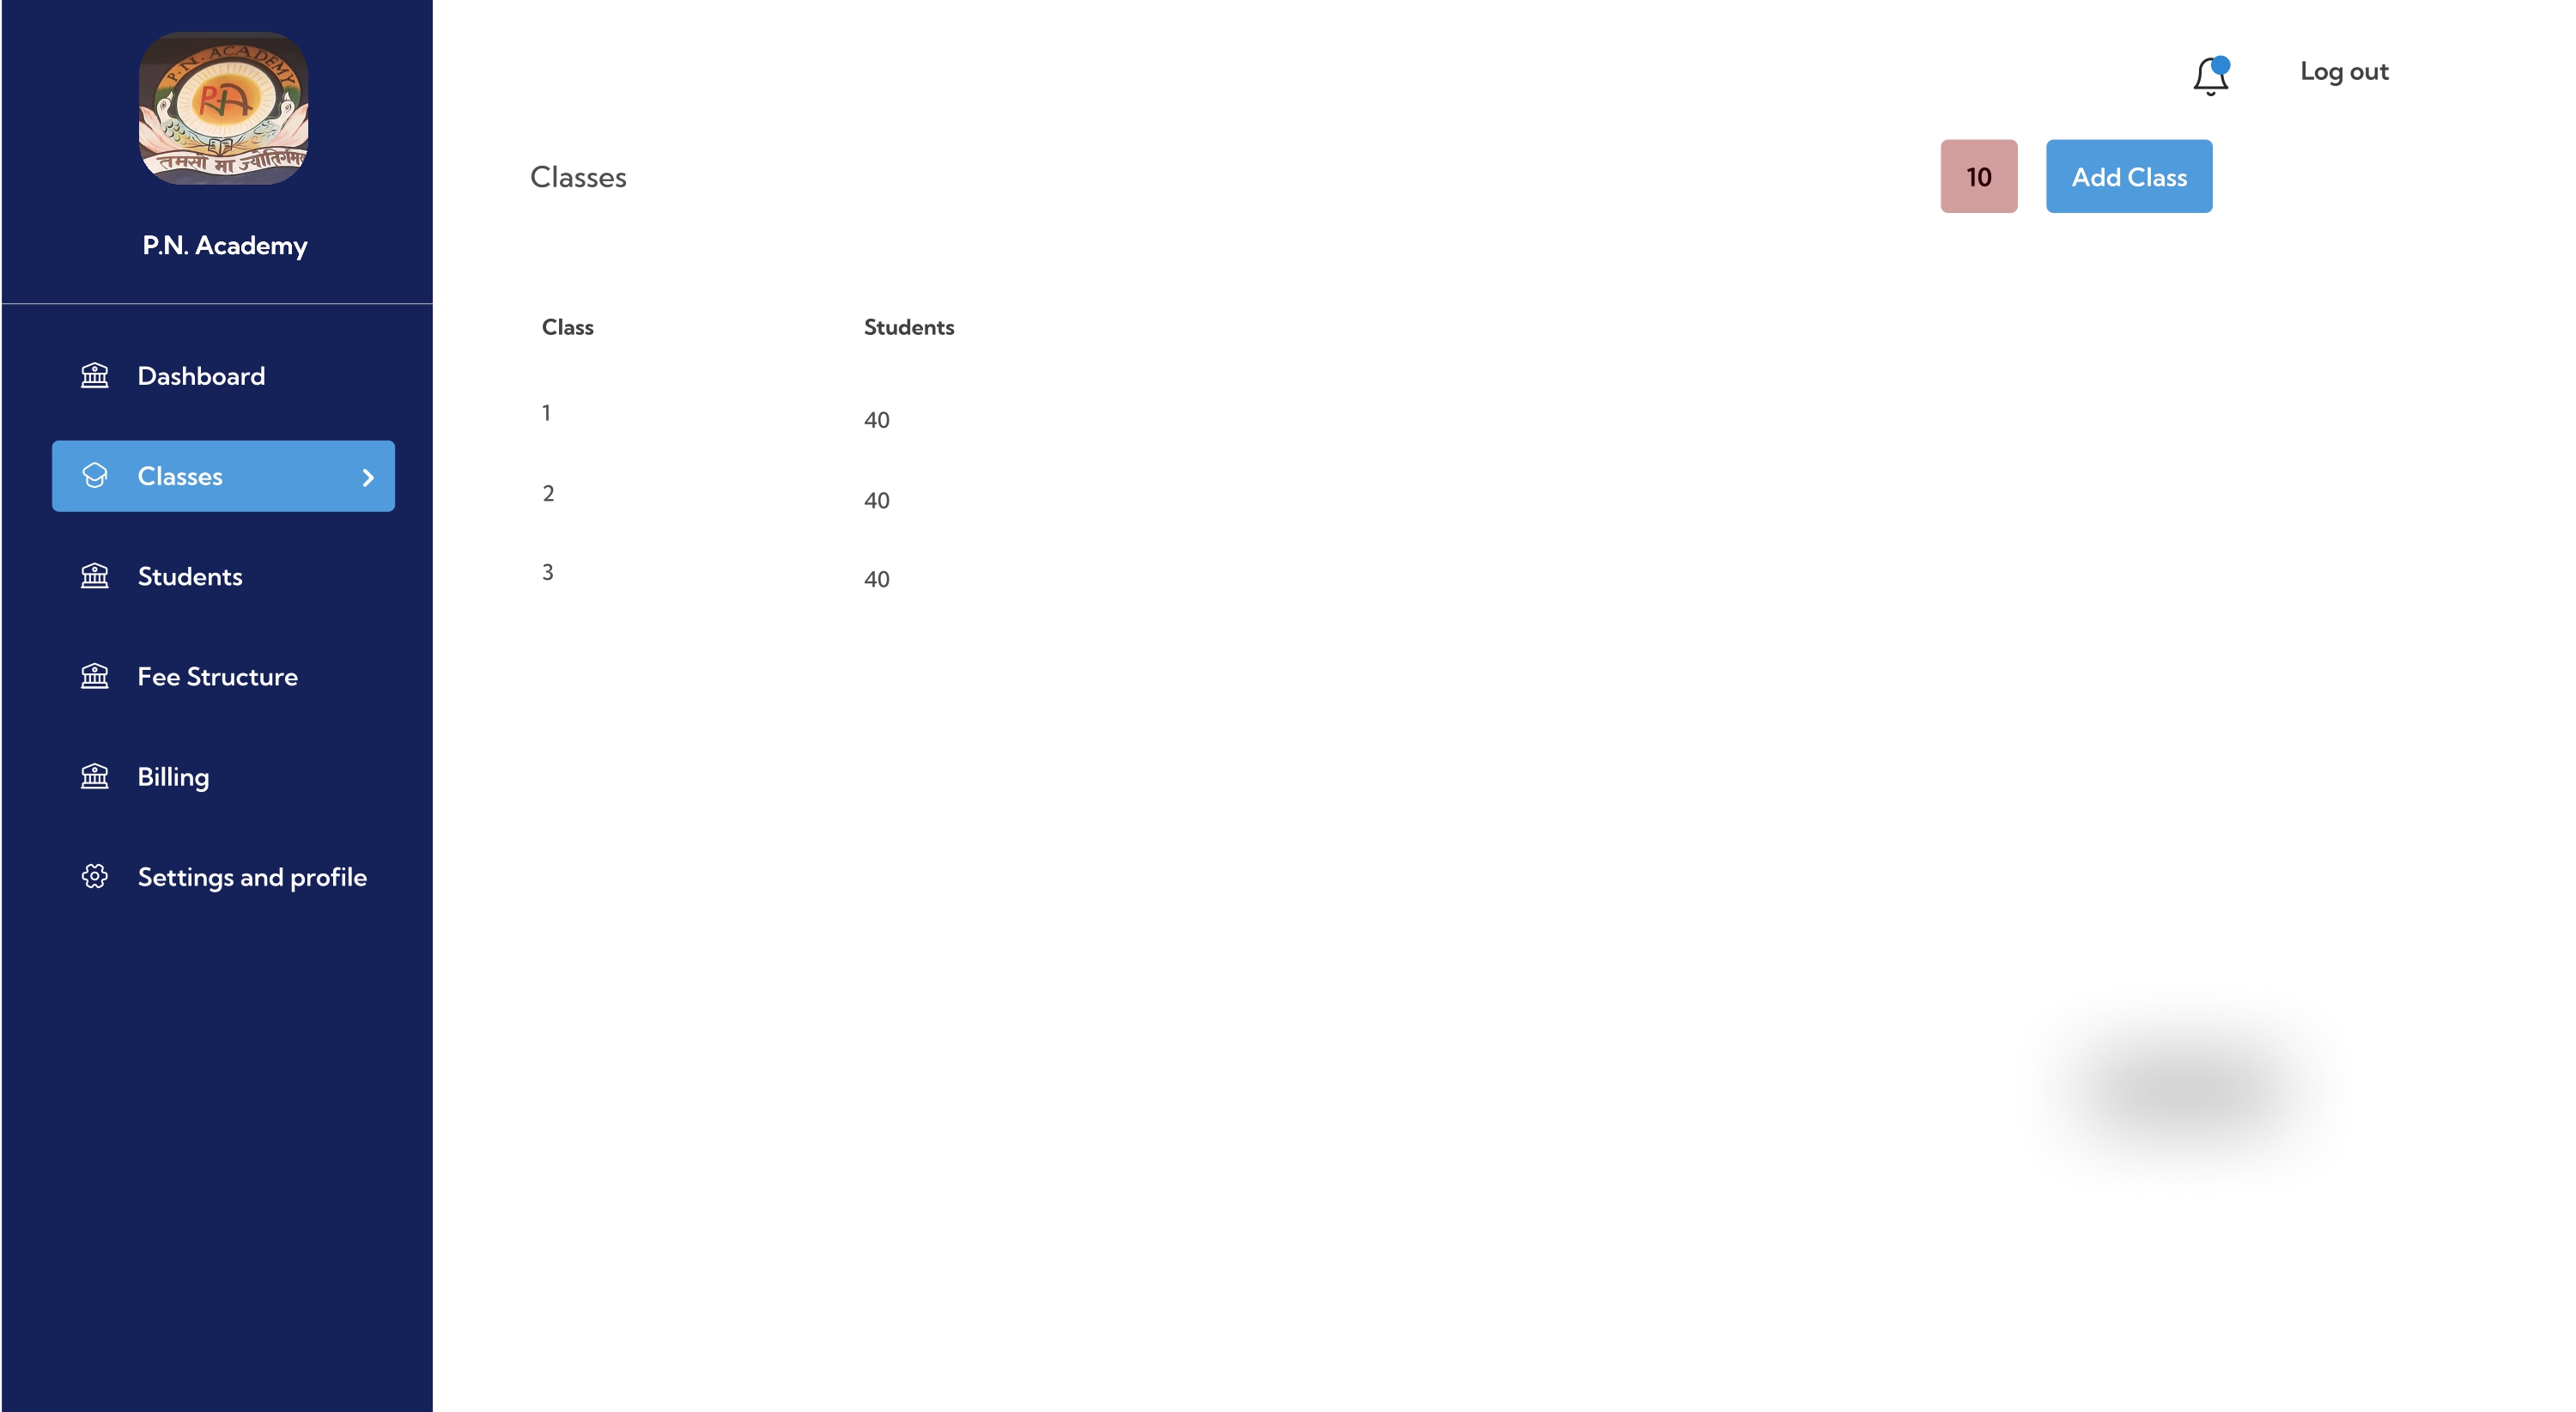 P.N. ACADEMY
PNA
तमसो मा ज्योतिर्गमय
P.N. Academy
Dashboard
Classes
Students
Fee Structure
Billing
Settings and profile
Log out
Classes
10
Add Class
Class Students
1 40
2 40
3 40